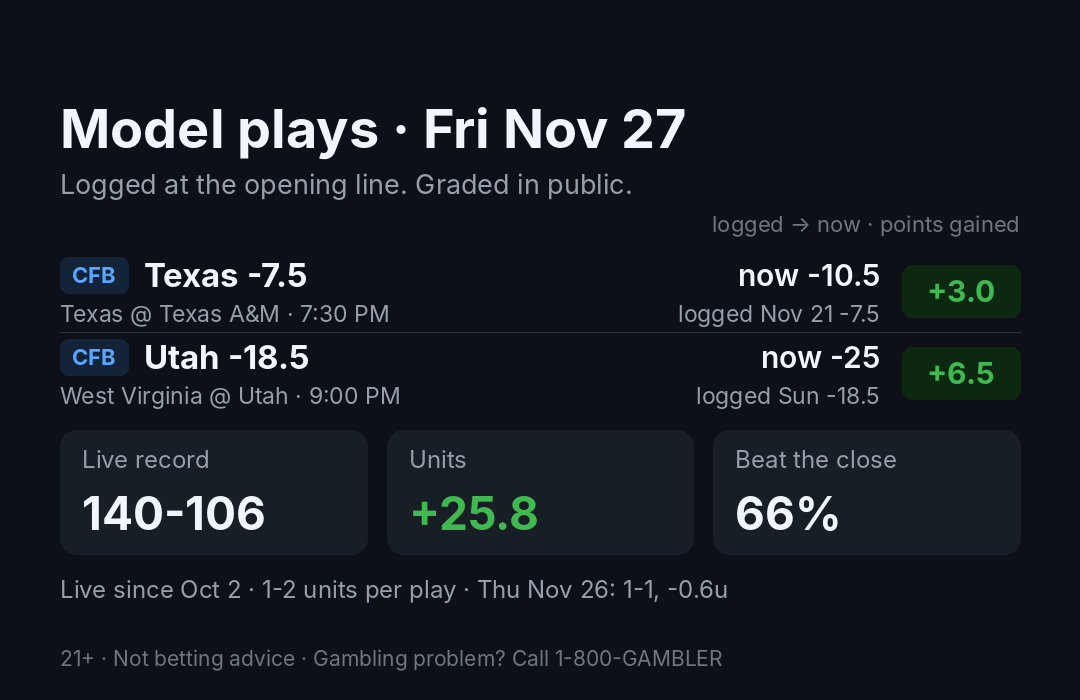 Model plays · Fri Nov 27
Logged at the opening line. Graded in public.
logged → now · points gained
CFB Texas -7.5 now -10.5 +3.0
Texas @ Texas A&M · 7:30 PM logged Nov 21 -7.5
CFB Utah -18.5 now -25 +6.5
West Virginia @ Utah · 9:00 PM logged Sun -18.5
Live record Units Beat the close
140-106 +25.8 66%
Live since Oct 2 · 1-2 units per play · Thu Nov 26: 1-1, -0.6u
21+ · Not betting advice · Gambling problem? Call 1-800-GAMBLER